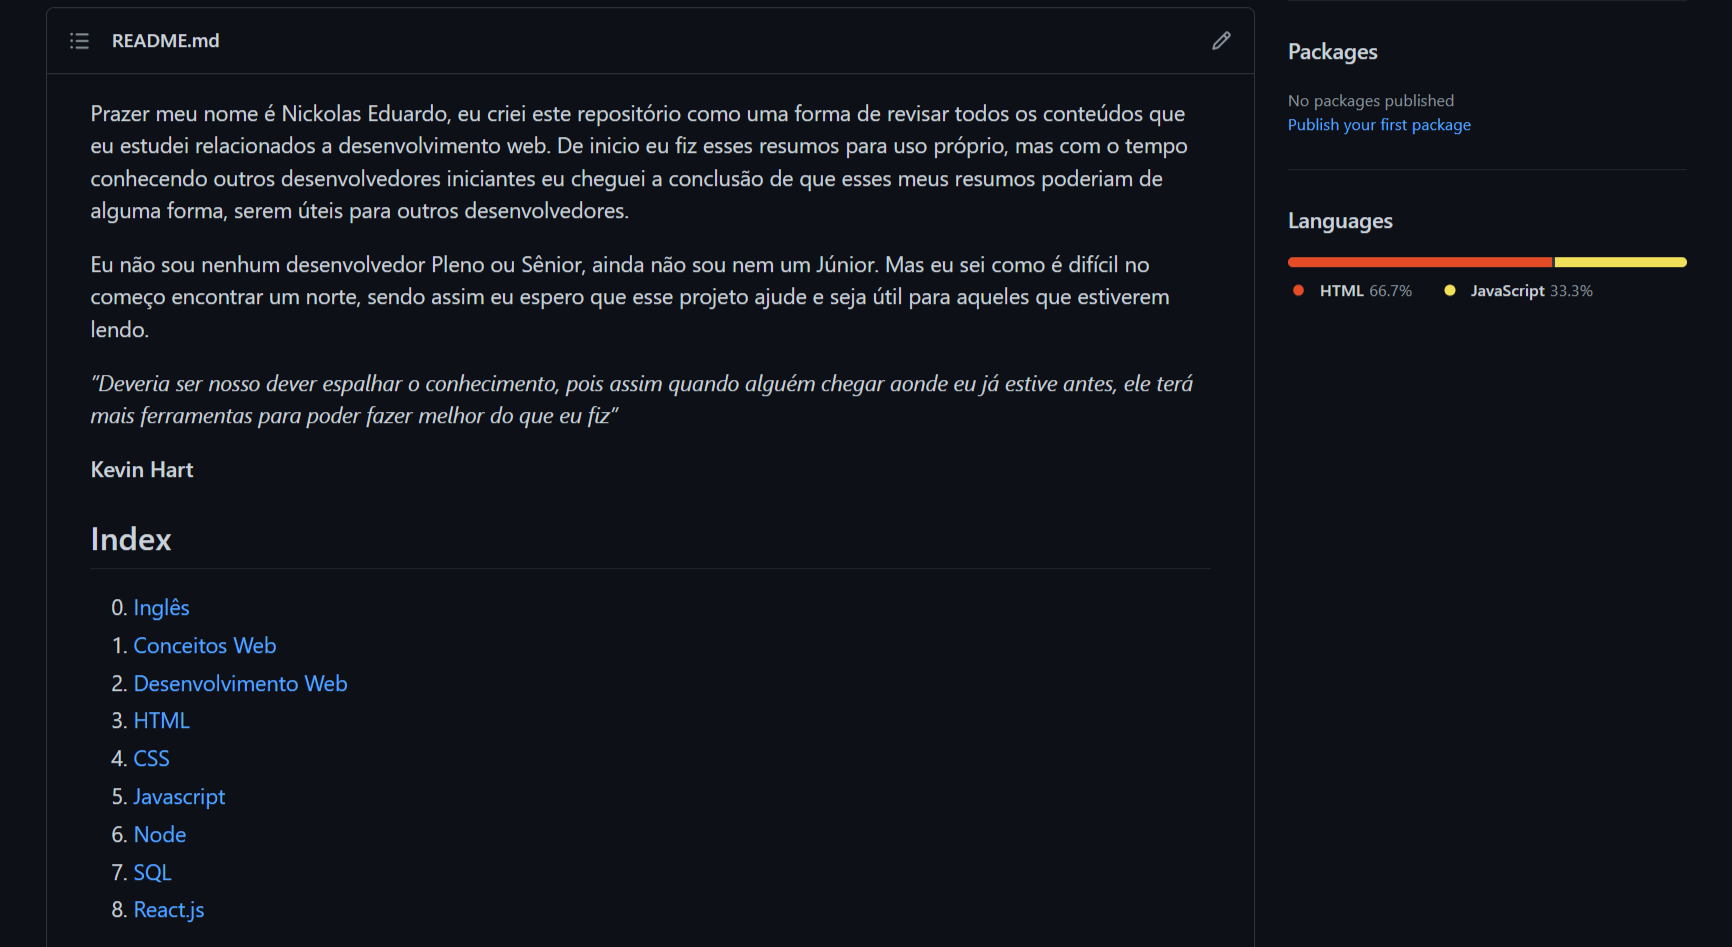 README.md
Prazer meu nome é Nickolas Eduardo, eu criei este repositório como uma forma de revisar todos os conteúdos que
eu estudei relacionados a desenvolvimento web. De inicio eu fiz esses resumos para uso próprio, mas com o tempo
conhecendo outros desenvolvedores iniciantes eu cheguei a conclusão de que esses meus resumos poderiam de
alguma forma, serem úteis para outros desenvolvedores.
Eu não sou nenhum desenvolvedor Pleno ou Sênior, ainda não sou nem um Júnior. Mas eu sei como é difícil no
começo encontrar um norte, sendo assim eu espero que esse projeto ajude e seja útil para aqueles que estiverem
lendo.
"Deveria ser nosso dever espalhar o conhecimento, pois assim quando alguém chegar aonde eu já estive antes, ele terá
mais ferramentas para poder fazer melhor do que eu fiz"
Kevin Hart
Index
0. Inglês
1. Conceitos Web
2. Desenvolvimento Web
3. HTML
4. CSS
5. Javascript
6. Node
7. SQL
8. React.js
Packages
No packages published
Publish your first package
Languages
HTML 66.7% JavaScript 33.3%